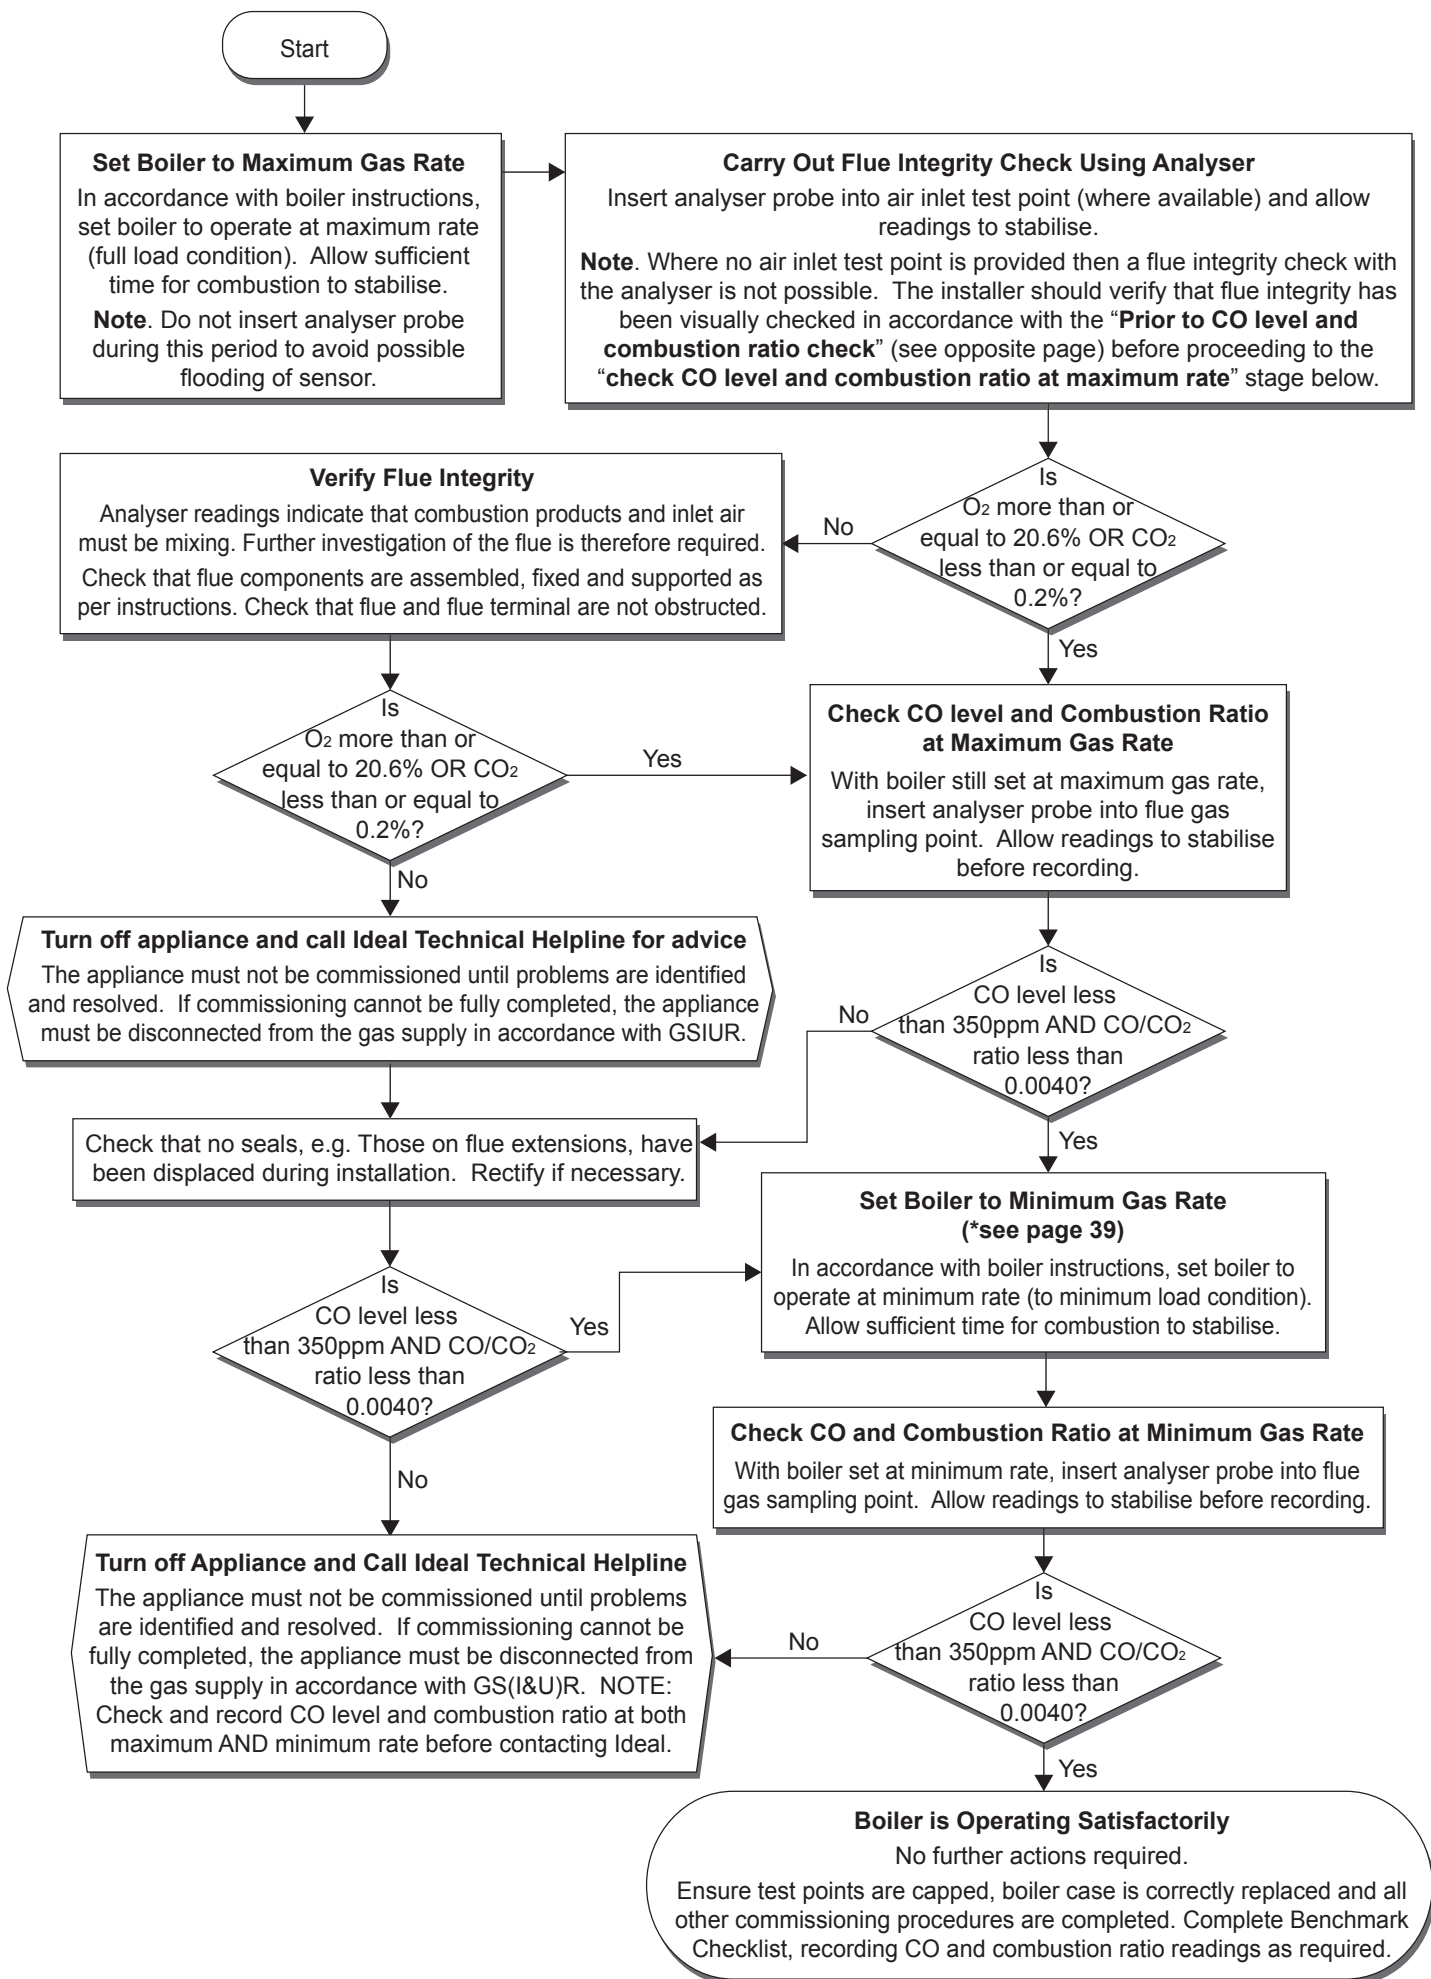 Start
Set Boiler to Maximum Gas Rate
In accordance with boiler instructions,
set boiler to operate at maximum rate
(full load condition).  Allow sufficient
time for combustion to stabilise.
Note. Do not insert analyser probe
during this period to avoid possible
flooding of sensor.
Carry Out Flue Integrity Check Using Analyser
Insert analyser probe into air inlet test point (where available) and allow
readings to stabilise.
Note. Where no air inlet test point is provided then a flue integrity check with
the analyser is not possible.  The installer should verify that flue integrity has
been visually checked in accordance with the “Prior to CO level and
combustion ratio check” (see opposite page) before proceeding to the
“check CO level and combustion ratio at maximum rate” stage below.
Is
O2 more than or
equal to 20.6% OR CO2
less than or equal to
0.2%?
No
Yes
Verify Flue Integrity
Analyser readings indicate that combustion products and inlet air
must be mixing. Further investigation of the flue is therefore required.
Check that flue components are assembled, fixed and supported as
per instructions. Check that flue and flue terminal are not obstructed.
Is
O2 more than or
equal to 20.6% OR CO2
less than or equal to
0.2%?
Yes
No
Check CO level and Combustion Ratio
at Maximum Gas Rate
With boiler still set at maximum gas rate,
insert analyser probe into flue gas
sampling point.  Allow readings to stabilise
before recording.
Turn off appliance and call Ideal Technical Helpline for advice
The appliance must not be commissioned until problems are identified
and resolved.  If commissioning cannot be fully completed, the appliance
must be disconnected from the gas supply in accordance with GSIUR.
Is
CO level less
than 350ppm AND CO/CO2
ratio less than
0.0040?
No
Yes
Check that no seals, e.g. Those on flue extensions, have
been displaced during installation.  Rectify if necessary.
Set Boiler to Minimum Gas Rate
(*see page 39)
In accordance with boiler instructions, set boiler to
operate at minimum rate (to minimum load condition).
Allow sufficient time for combustion to stabilise.
Is
CO level less
than 350ppm AND CO/CO2
ratio less than
0.0040?
Yes
No
Check CO and Combustion Ratio at Minimum Gas Rate
With boiler set at minimum rate, insert analyser probe into flue
gas sampling point.  Allow readings to stabilise before recording.
Turn off Appliance and Call Ideal Technical Helpline
The appliance must not be commissioned until problems
are identified and resolved.  If commissioning cannot be
fully completed, the appliance must be disconnected from
the gas supply in accordance with GS(I&U)R.  NOTE:
Check and record CO level and combustion ratio at both
maximum AND minimum rate before contacting Ideal.
Is
CO level less
than 350ppm AND CO/CO2
ratio less than
0.0040?
No
Yes
Boiler is Operating Satisfactorily
No further actions required.
Ensure test points are capped, boiler case is correctly replaced and all
other commissioning procedures are completed. Complete Benchmark
Checklist, recording CO and combustion ratio readings as required.